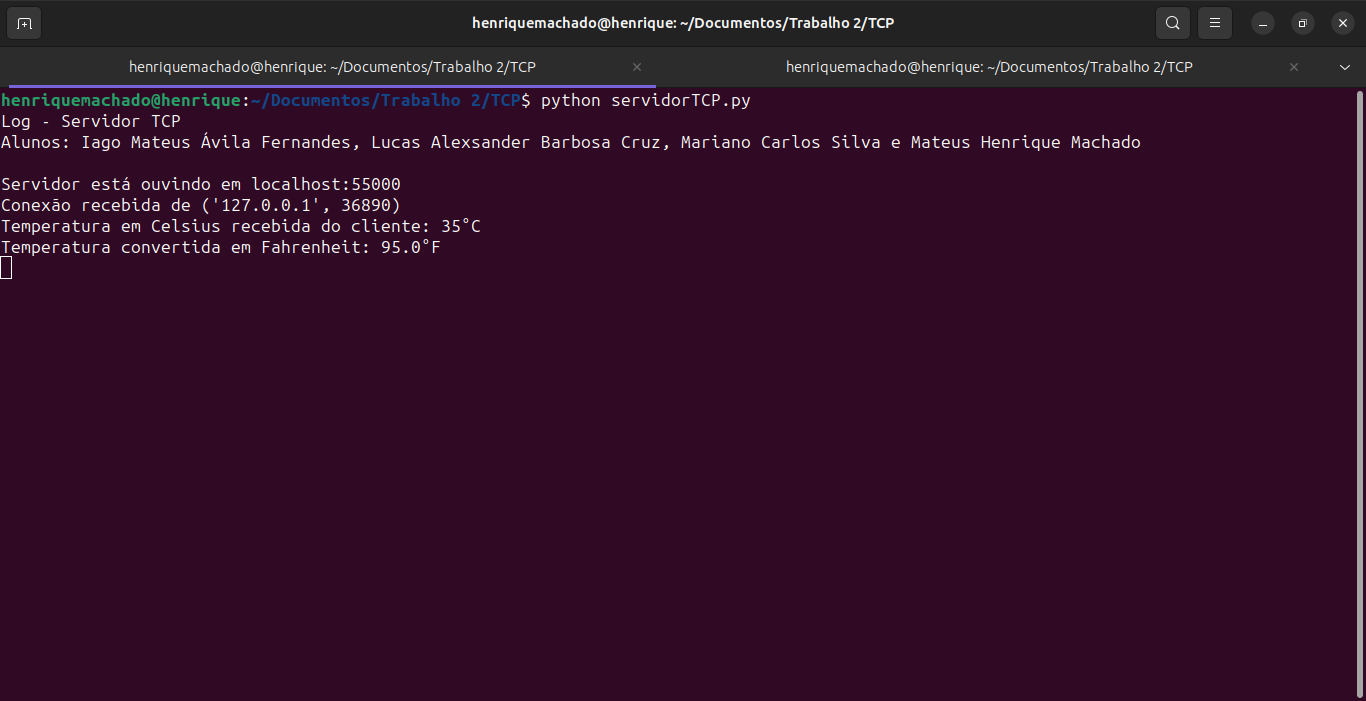 henriquemachado@henrique: ~/Documentos/Trabalho 2/TCP
henriquemachado@henrique: ~/Documentos/Trabalho 2/TCP
henriquemachado@henrique: ~/Documentos/Trabalho 2/TCP
henriquemachado@henrique:~/Documentos/Trabalho 2/TCP$ python servidorTCP.py
Log - Servidor TCP
Alunos: Iago Mateus Ávila Fernandes, Lucas Alexsander Barbosa Cruz, Mariano Carlos Silva e Mateus Henrique Machado
Servidor está ouvindo em localhost:55000
Conexão recebida de ('127.0.0.1', 36890)
Temperatura em Celsius recebida do cliente: 35°C
Temperatura convertida em Fahrenheit: 95.0°F